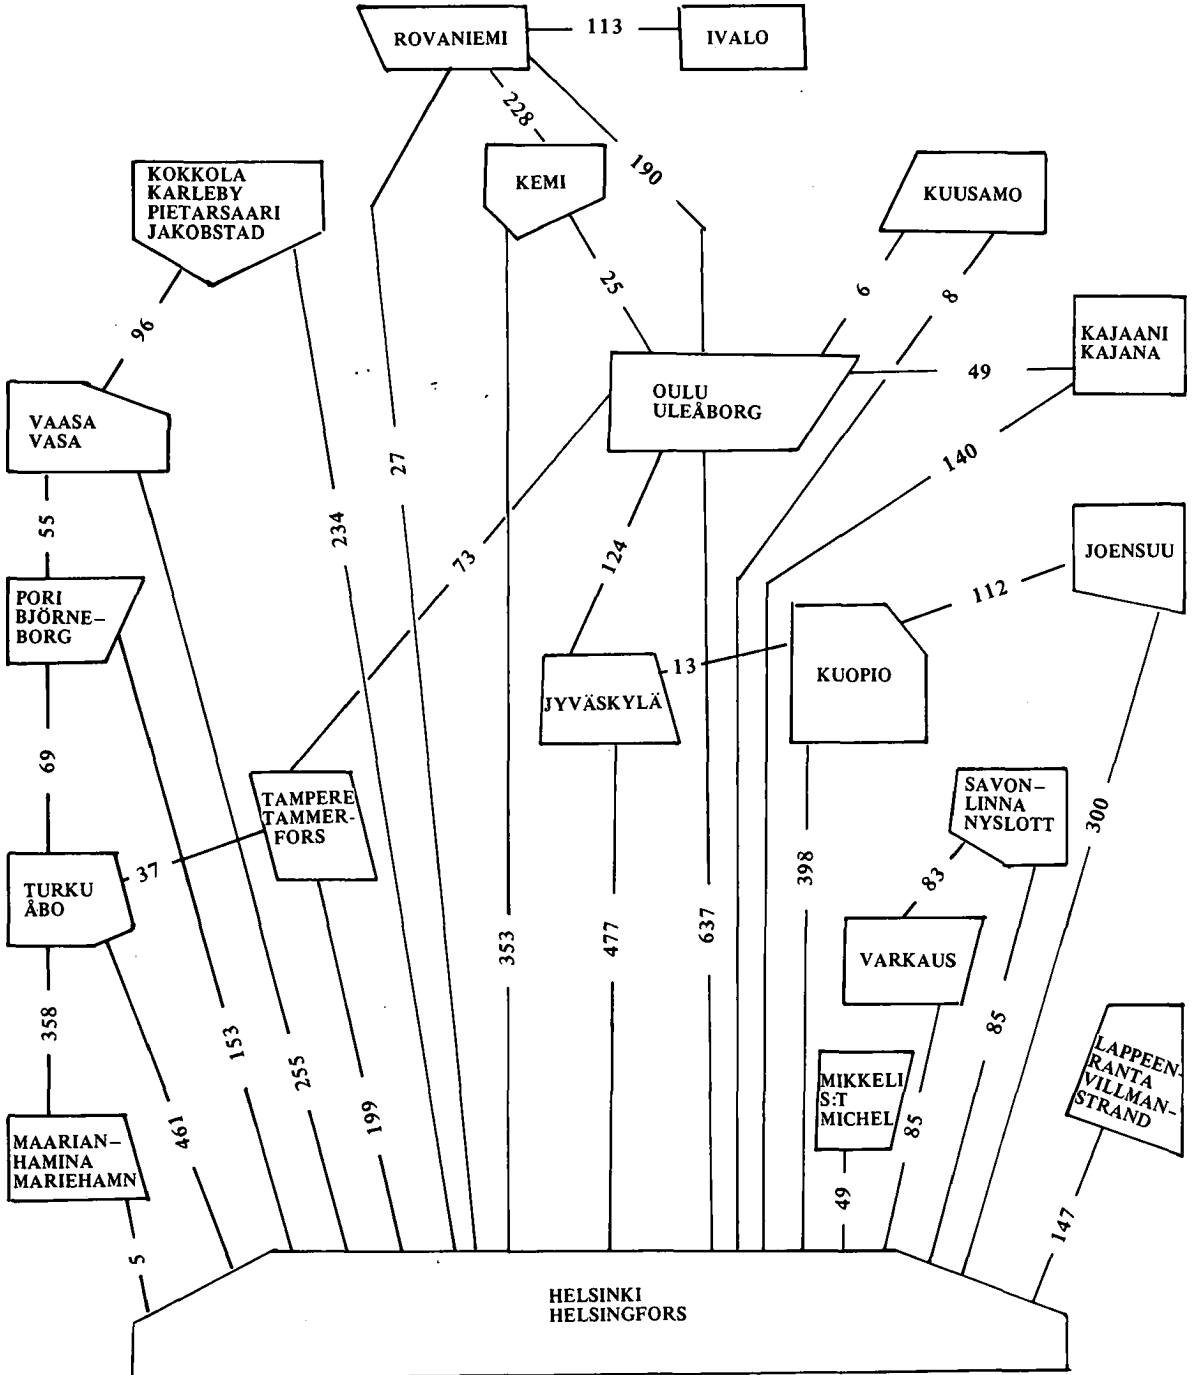 ROVANIEMI
113
IVALO
228
190
KOKKOLA
KARLEBY
PIETARSAARI
JAKOBSTAD
KEMI
KUUSAMO
25
6
8
96
KAJAANI
KAJANA
49
OULU
ULEÅBORG
VAASA
VASA
27
140
234
55
73
124
JOENSUU
112
PORI
BJÖRNE–
BORG
13
KUOPIO
JYVÄSKYLÄ
69
TAMPERE
TAMMER-
FORS
SAVON–
LINNA
NYSLOTT
300
37
398
83
TURKU
ÅBO
353
477
637
VARKAUS
358
153
255
85
LAPPEEN-
RANTA
VILLMAN–
STRAND
MIKKELI
S:T
MICHEL
461
199
85
MAARIAN–
HAMINA
MARIEHAMN
49
147
5
HELSINKI
HELSINGFORS